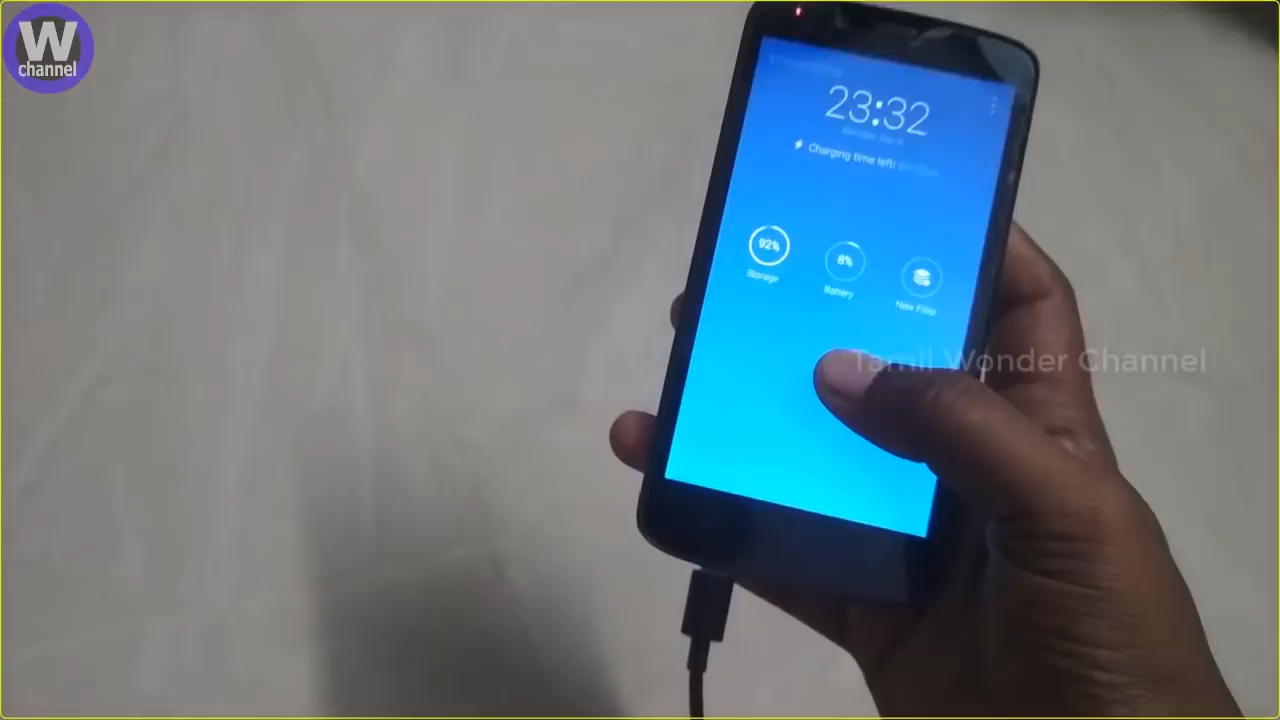 W
channel
23:32
Charging time left:
92%
8%
Storage
Battery
New Files
Tamil Wonder Channel